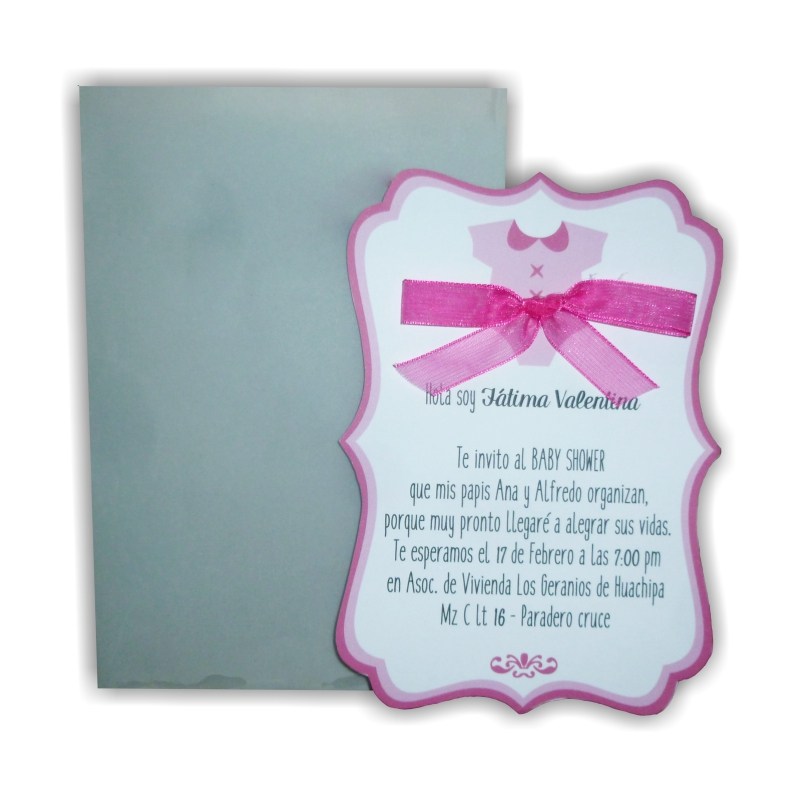 Hola soy Fátima Valentina
Te invito al BABY SHOWER
que mis papis Ana y Alfredo organizan,
porque muy pronto llegaré a alegrar sus vidas.
Te esperamos el 17 de Febrero a las 7:00 pm
en Asoc. de Vivienda Los Geranios de Huachipa
Mz C Lt 16 - Paradero cruce